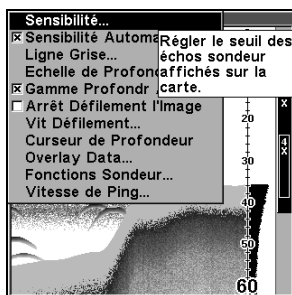 Sensibilité...
Sensibilité Automa
Régler le seuil des
échos sondeur
affichés sur la
carte.
Ligne Grise...
Echelle de Profond
Gamme Profondr
Arrêt Défilement l'Image
Vit Défilement...
Curseur de Profondeur
Overlay Data...
Fonctions Sondeur...
Vitesse de Ping...
20
30
40
50
60
X
4
X